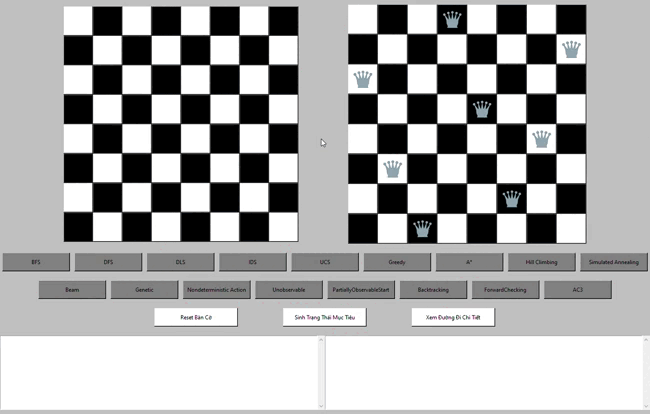 BFS DFS DLS IDS UCS Greedy A* Hill Climbing Simulated Annealing
Beam Genetic Nondeterministic Action Unobservable PartiallyObservableStart Backtracking ForwardChecking AC3
Reset Bàn Cờ Sinh Trạng Thái Mục Tiêu Xem Đường Đi Chi Tiết